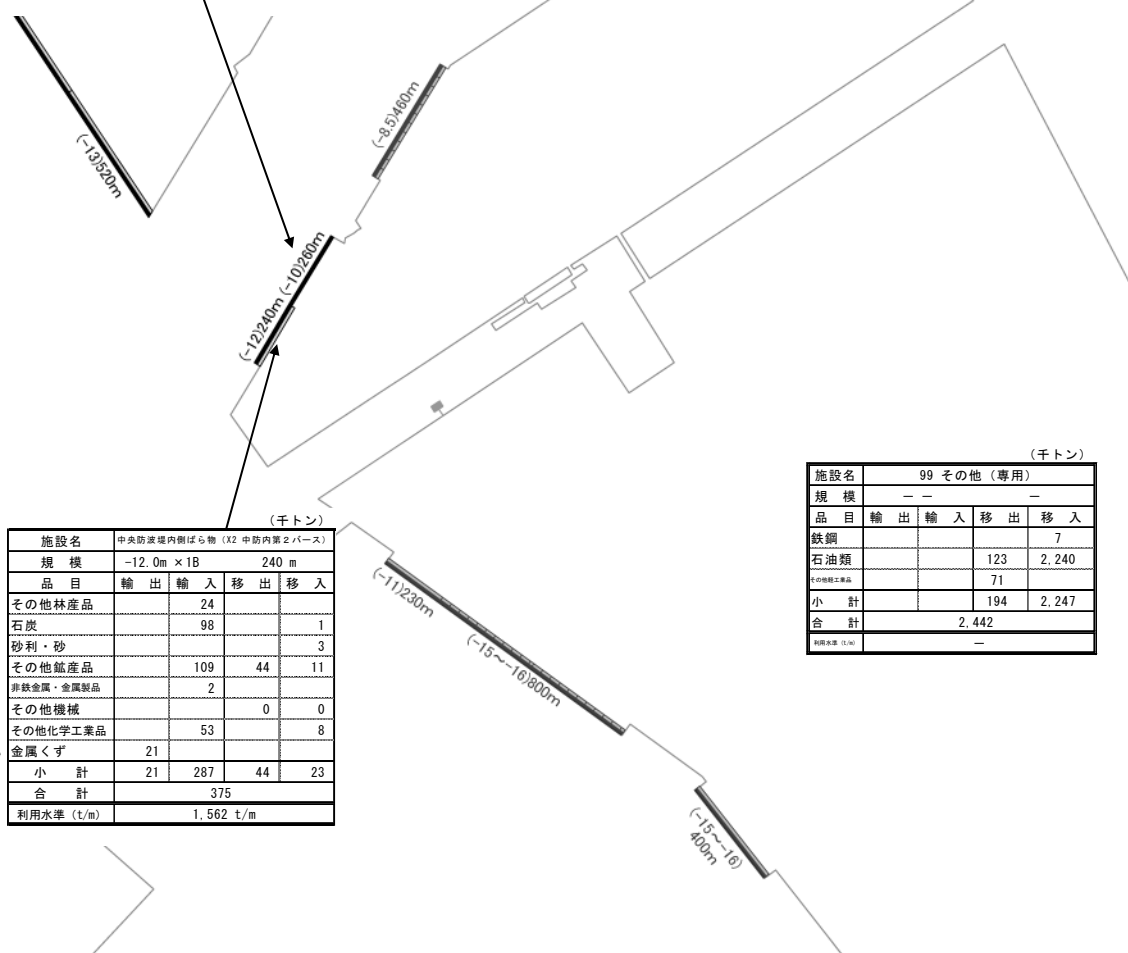 (-13)520m
(-8.5)460m
(-10)260m
(-12)240m
(-11)230m
(-15～-16)800m
(-15～-16)
400m
(千トン)
施設名 中央防波堤内側ばら物(X2 中防内第2バース)
規 模 -12.0m ×1B 240 m
品 目 輸 出 輸 入 移 出 移 入
その他林産品 24
石炭 98 1
砂利・砂 3
その他鉱産品 109 44 11
非鉄金属・金属製品 2
その他機械 0 0
その他化学工業品 53 8
金属くず 21
小 計 21 287 44 23
合 計 375
利用水準(t/m) 1,562 t/m
(千トン)
施設名 99 その他(専用)
規 模 － － －
品 目 輸 出 輸 入 移 出 移 入
鉄鋼 7
石油類 123 2,240
その他軽工業品 71
小 計 194 2,247
合 計 2,442
利用水準(t/m) －